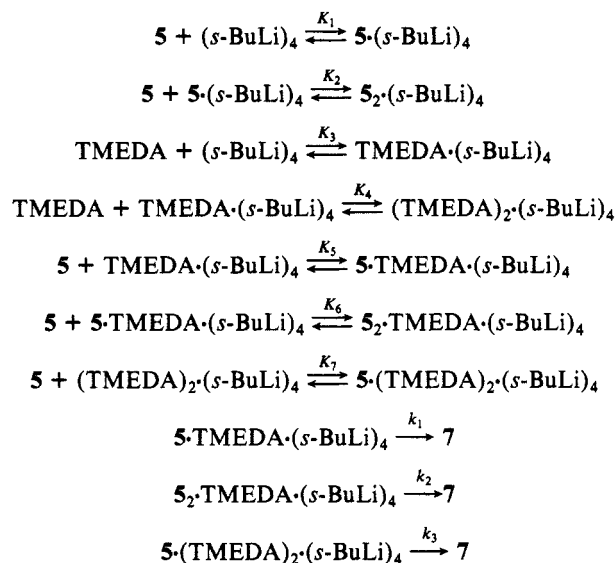 5 + (s-BuLi)₄ ⇌ K₁ 5·(s-BuLi)₄
5 + 5·(s-BuLi)₄ ⇌ K₂ 5₂·(s-BuLi)₄
TMEDA + (s-BuLi)₄ ⇌ K₃ TMEDA·(s-BuLi)₄
TMEDA + TMEDA·(s-BuLi)₄ ⇌ K₄ (TMEDA)₂·(s-BuLi)₄
5 + TMEDA·(s-BuLi)₄ ⇌ K₅ 5·TMEDA·(s-BuLi)₄
5 + 5·TMEDA·(s-BuLi)₄ ⇌ K₆ 5₂·TMEDA·(s-BuLi)₄
5 + (TMEDA)₂·(s-BuLi)₄ ⇌ K₇ 5·(TMEDA)₂·(s-BuLi)₄
5·TMEDA·(s-BuLi)₄ → k₁ 7
5₂·TMEDA·(s-BuLi)₄ → k₂ 7
5·(TMEDA)₂·(s-BuLi)₄ → k₃ 7